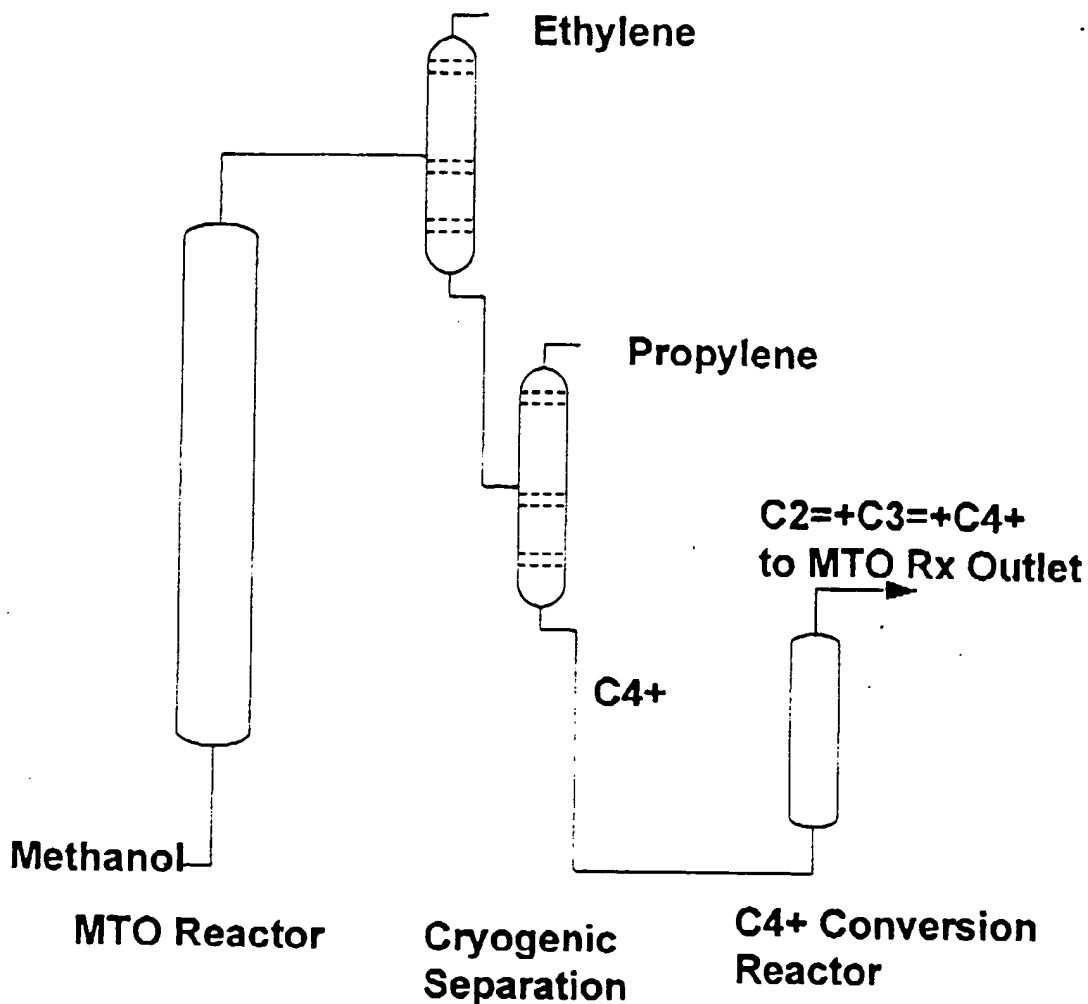 Ethylene
Propylene
C2=+C3=+C4+
to MTO Rx Outlet
C4+
Methanol
MTO Reactor
Cryogenic
Separation
C4+ Conversion
Reactor